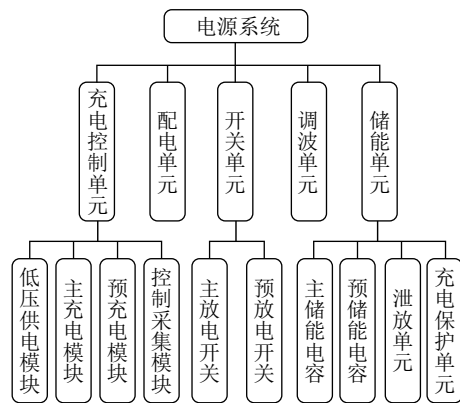 电源系统
充电控制单元
配电单元
开关单元
调波单元
储能单元
低压供电模块
主充电模块
预充电模块
控制采集模块
主放电开关
预放电开关
主储能电容
预储能电容
泄放单元
充电保护单元